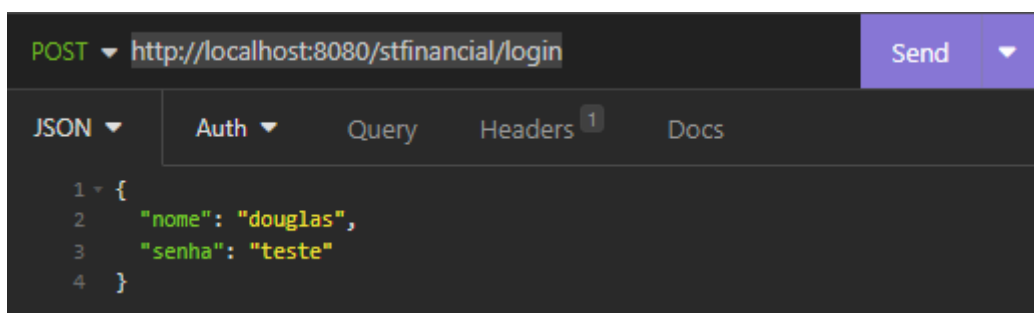 POST http://localhost:8080/stfinancial/login Send
JSON Auth Query Headers 1 Docs
1 {
2 "nome": "douglas",
3 "senha": "teste"
4 }